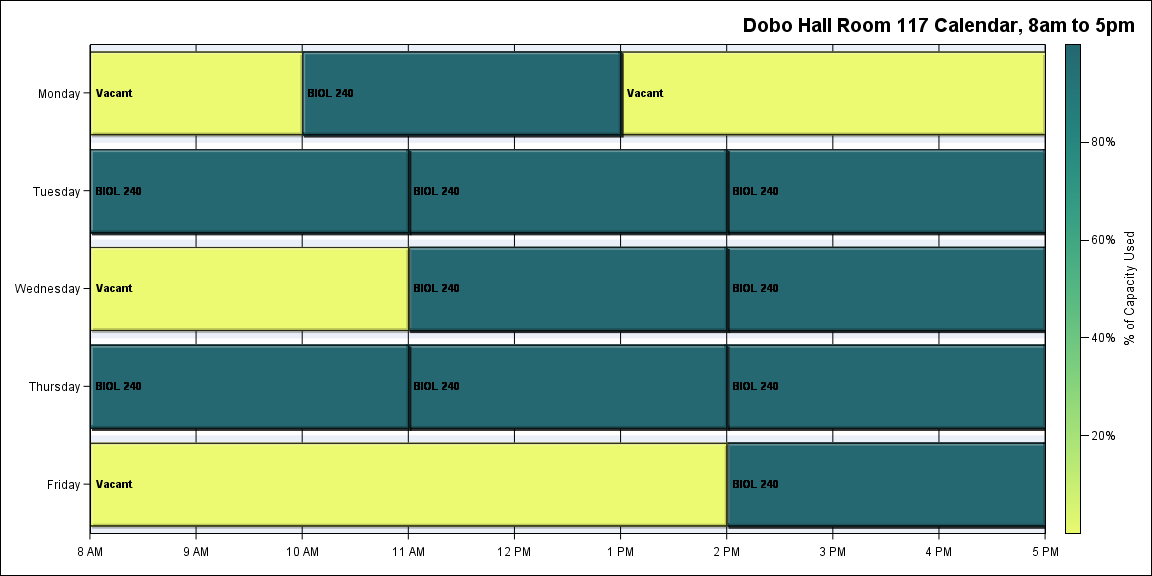 Dobo Hall Room 117 Calendar, 8am to 5pm
Monday
Vacant
BIOL 240
Vacant
Tuesday
BIOL 240
BIOL 240
BIOL 240
Wednesday
Vacant
BIOL 240
BIOL 240
Thursday
BIOL 240
BIOL 240
BIOL 240
Friday
Vacant
BIOL 240
8 AM
9 AM
10 AM
11 AM
12 PM
1 PM
2 PM
3 PM
4 PM
5 PM
80%
60%
40%
20%
% of Capacity Used